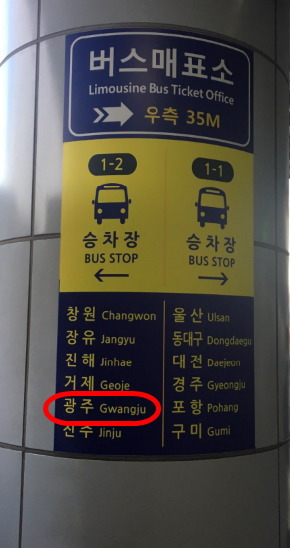 버스매표소
Limousine Bus Ticket Office
우측 35M
1-2
승차장
BUS STOP
1-1
승차장
BUS STOP
창원 Changwon
장유 Jangyu
진해 Jinhae
거제 Geoje
광주 Gwangju
진주 Jinju
울산 Ulsan
동대구 Dongdaegu
대전 Daejeon
경주 Gyeongju
포항 Pohang
구미 Gumi